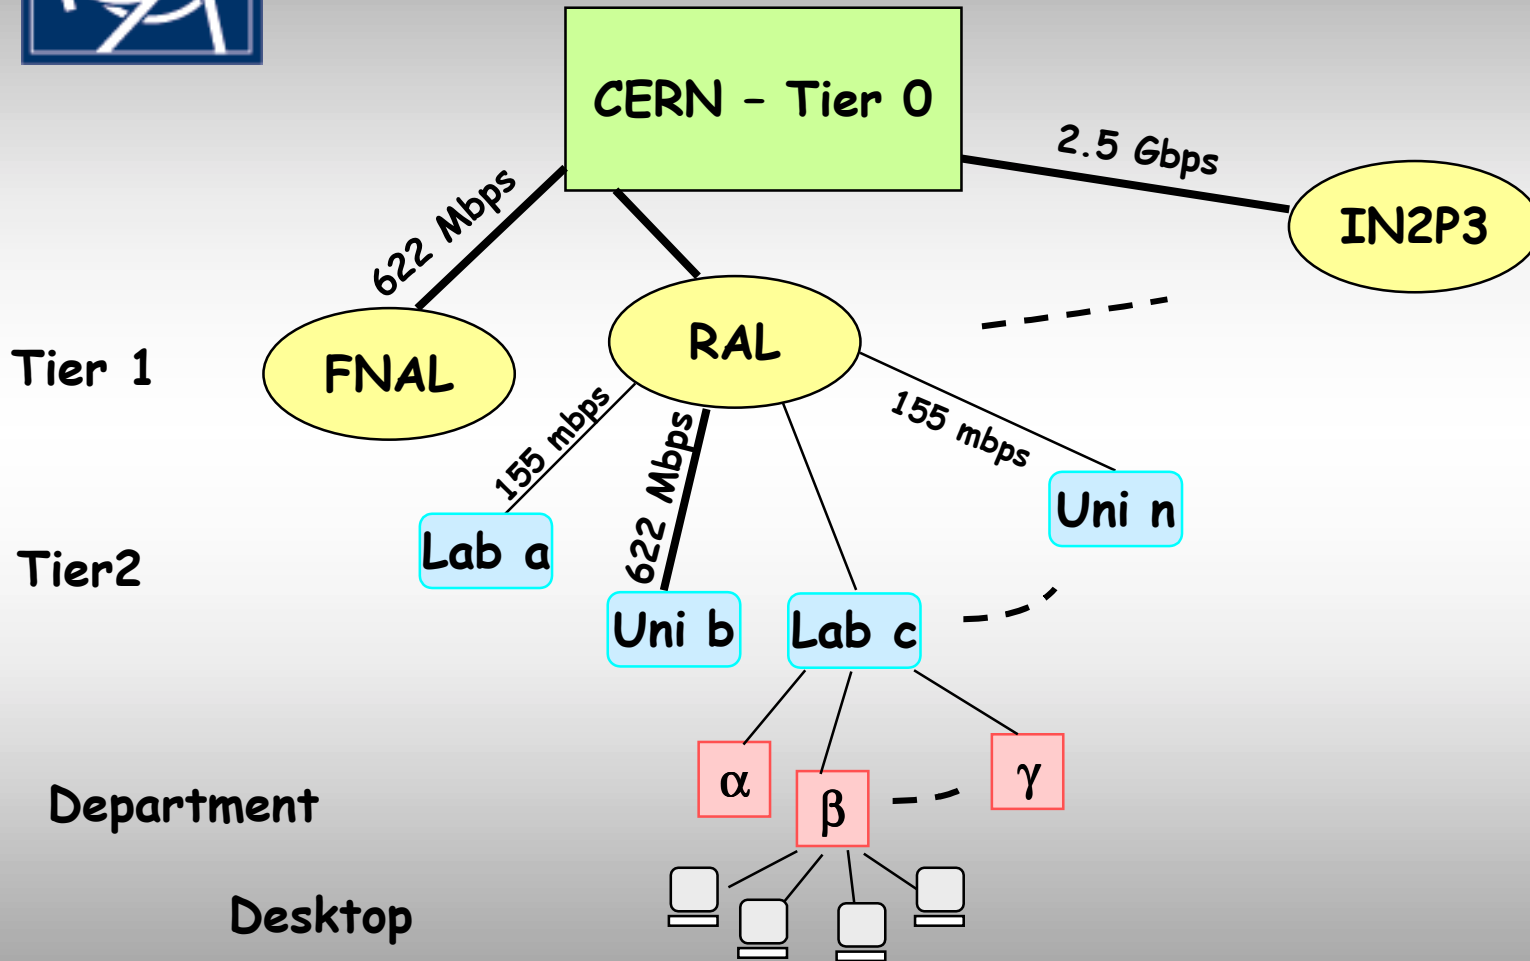 CERN - Tier 0
2.5 Gbps
622 Mbps
IN2P3
Tier 1
FNAL
RAL
155 mbps
622 Mbps
155 mbps
Uni n
Tier2
Lab a
Uni b
Lab c
Department
α
β
γ
Desktop